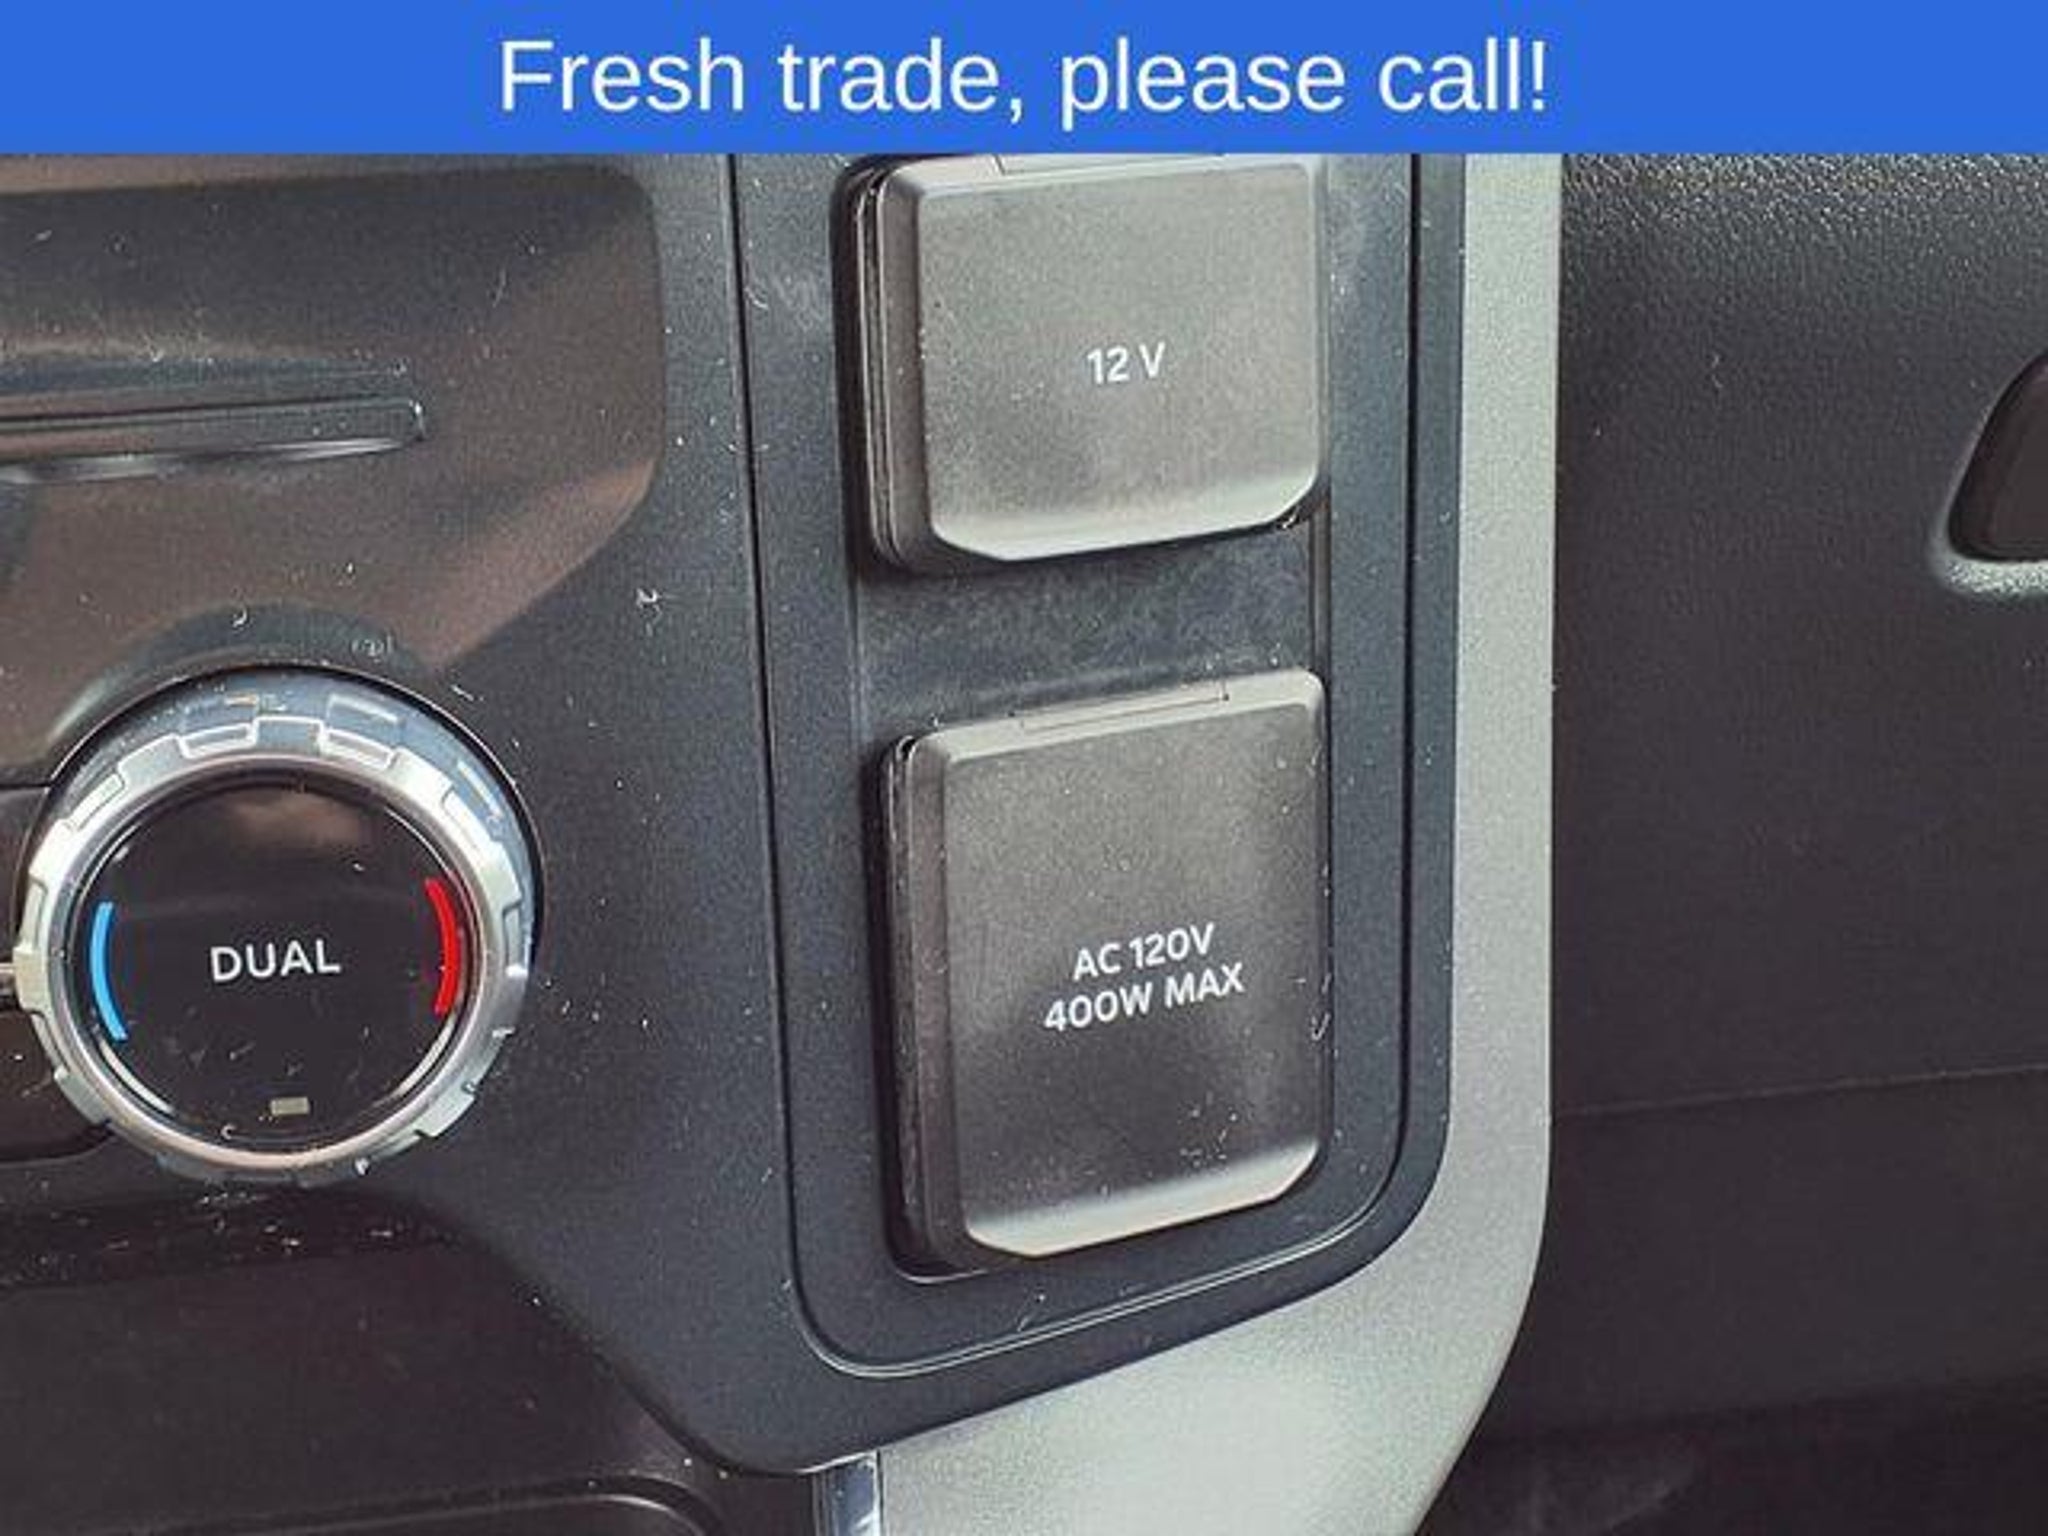 Fresh trade, please call!
12 V
DUAL
AC 120V
400W MAX